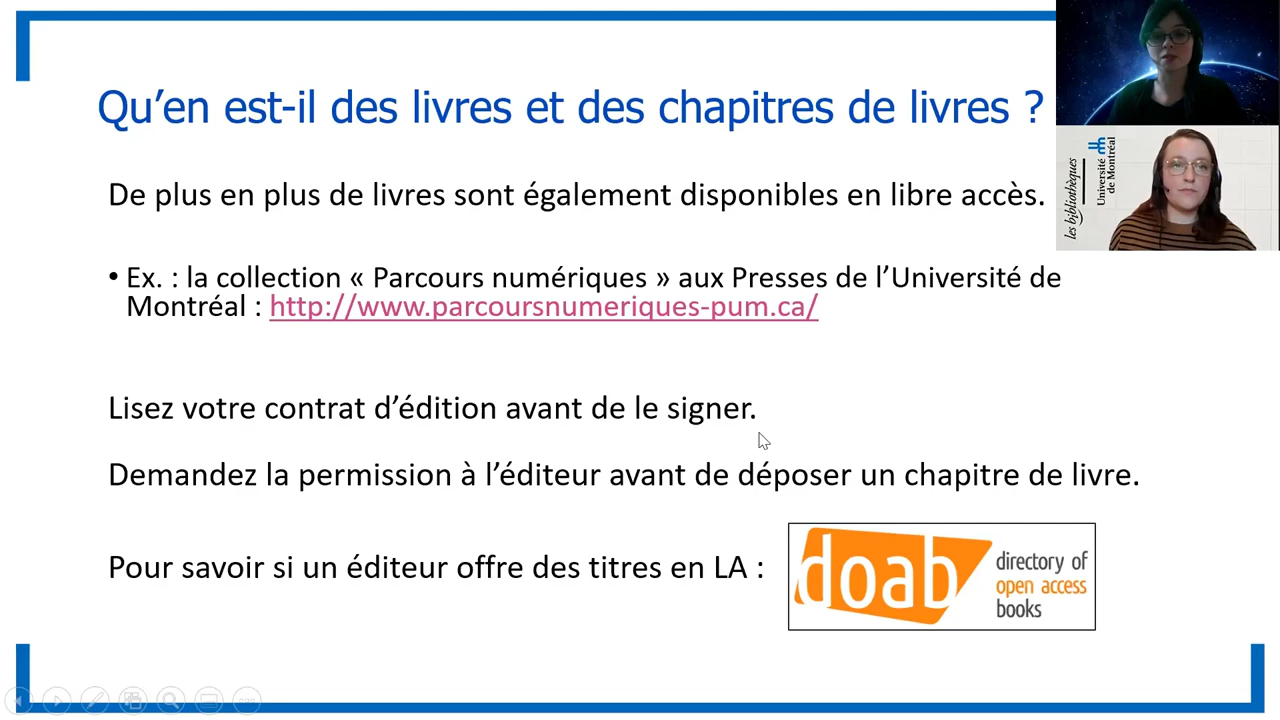 Qu’en est-il des livres et des chapitres de livres ?
De plus en plus de livres sont également disponibles en libre accès.
• Ex. : la collection « Parcours numériques » aux Presses de l’Université de
Montréal : http://www.parcoursnumeriques-pum.ca/
Lisez votre contrat d’édition avant de le signer.
Demandez la permission à l’éditeur avant de déposer un chapitre de livre.
Pour savoir si un éditeur offre des titres en LA :
doab
directory of
open access
books
les bibliothèques
Université
de Montréal